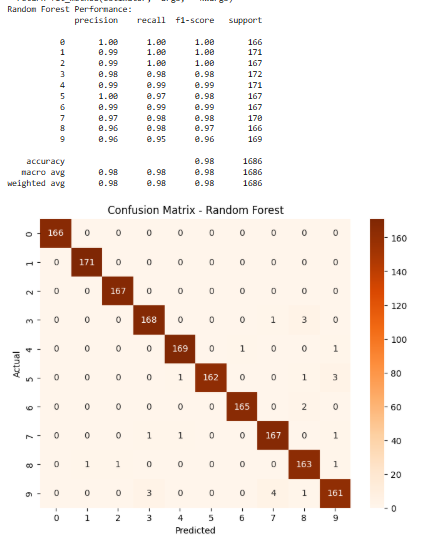 Random Forest Performance:
precision recall f1-score support
0 1.00 1.00 1.00 166
1 0.99 1.00 1.00 171
2 0.99 1.00 1.00 167
3 0.98 0.98 0.98 172
4 0.99 0.99 0.99 171
5 1.00 0.97 0.98 167
6 0.99 0.99 0.99 167
7 0.97 0.98 0.98 170
8 0.96 0.98 0.97 166
9 0.96 0.95 0.96 169
accuracy 0.98 1686
macro avg 0.98 0.98 0.98 1686
weighted avg 0.98 0.98 0.98 1686
Confusion Matrix - Random Forest
0 166 0 0 0 0 0 0 0 0 0
1 0 171 0 0 0 0 0 0 0 0
2 0 0 167 0 0 0 0 0 0 0
3 0 0 0 168 0 0 0 1 3 0
4 0 0 0 0 169 0 1 0 0 1
5 0 0 0 0 1 162 0 0 1 3
6 0 0 0 0 0 0 165 0 2 0
7 0 0 0 1 1 0 0 167 0 1
8 0 1 1 0 0 0 0 0 163 1
9 0 0 0 3 0 0 0 4 1 161
0 1 2 3 4 5 6 7 8 9
Predicted
Actual
160
140
120
100
80
60
40
20
0